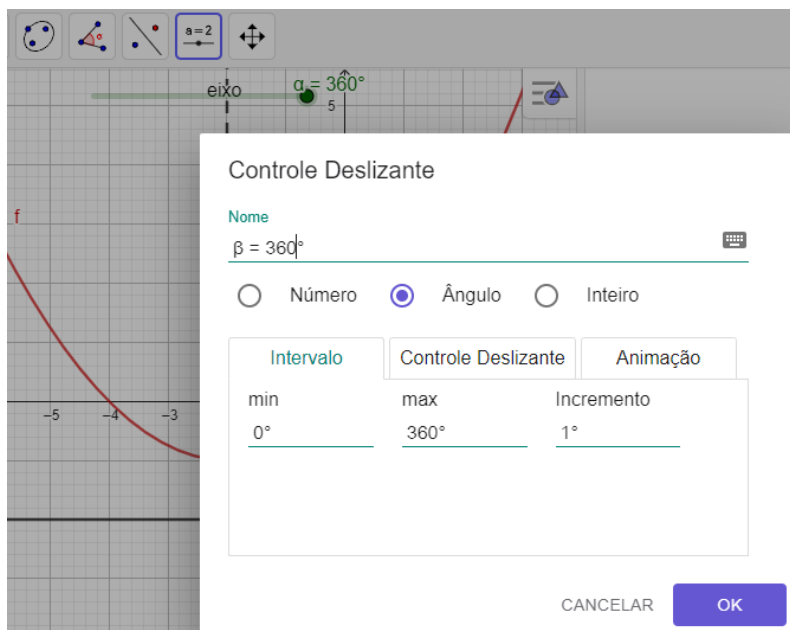 a = 2
eixo
α = 360°
5
f
Controle Deslizante
Nome
β = 360°
Número Ângulo Inteiro
Intervalo Controle Deslizante Animação
min max Incremento
0° 360° 1°
–5 –4 –3
CANCELAR OK